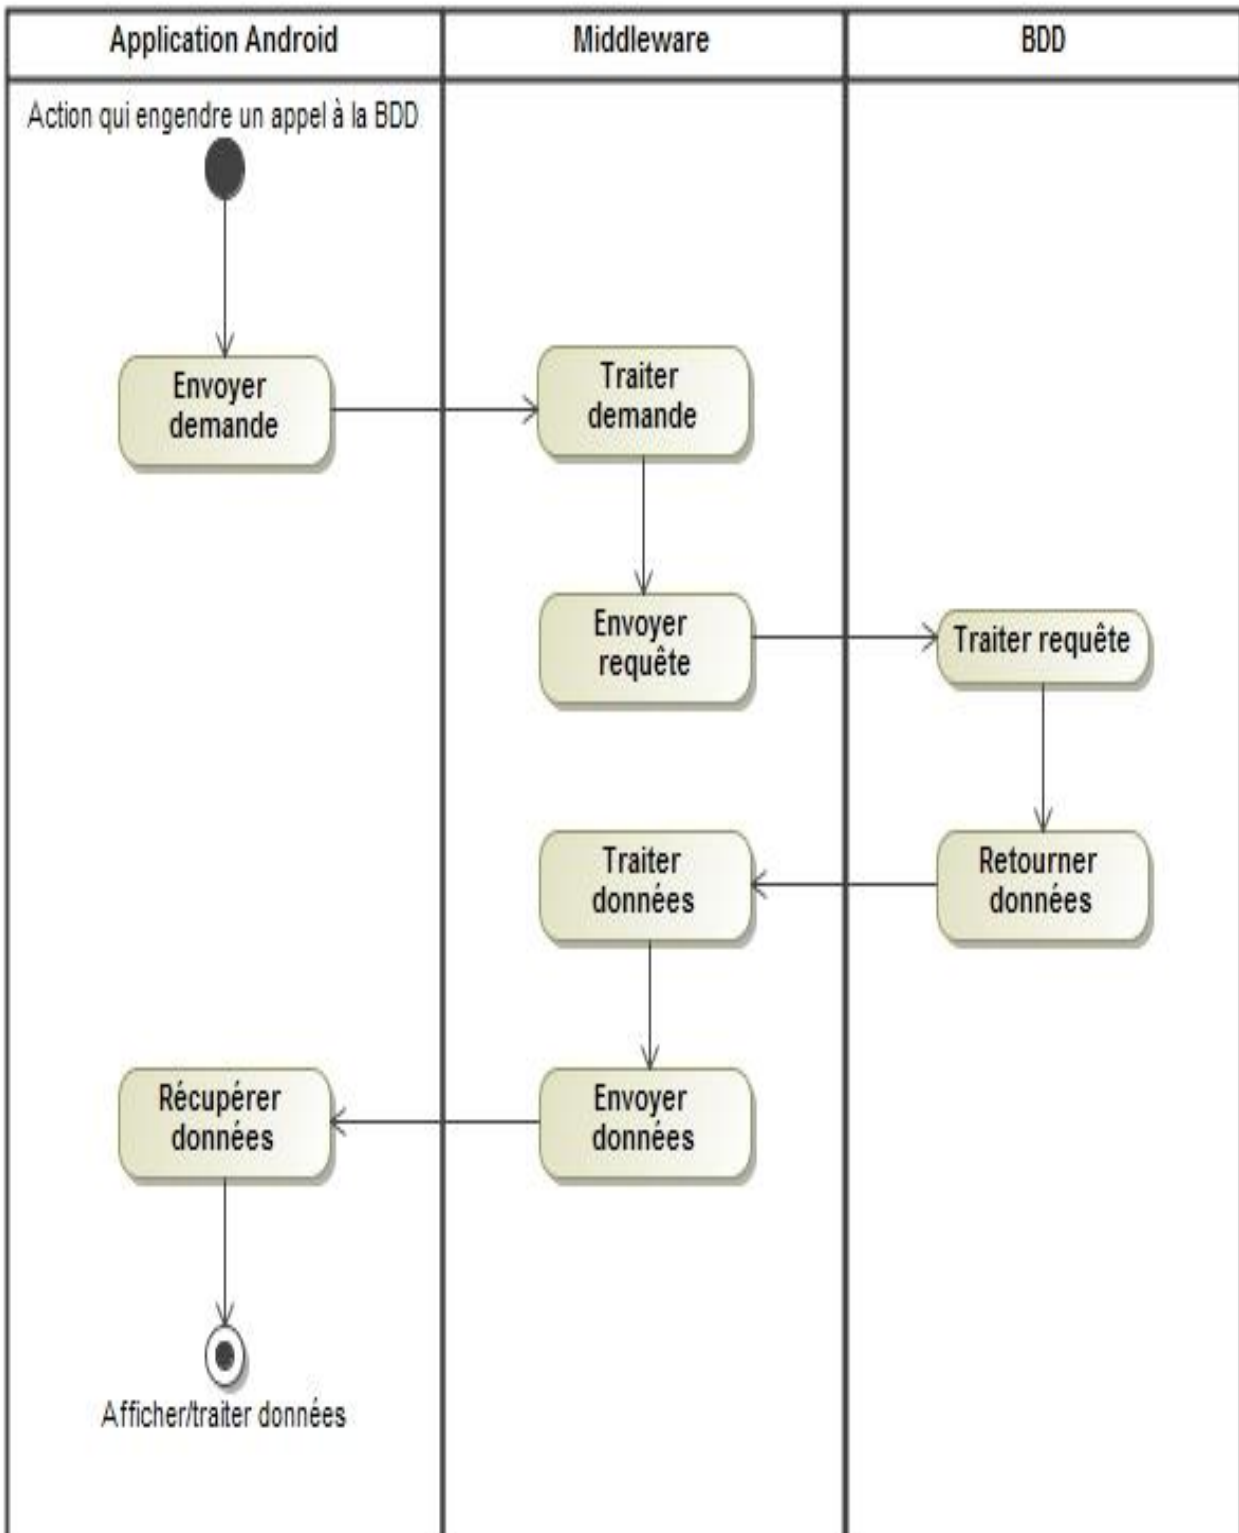 Application Android
Middleware
BDD
Action qui engendre un appel à la BDD
Envoyer
demande
Traiter
demande
Envoyer
requête
Traiter requête
Traiter
données
Retourner
données
Récupérer
données
Envoyer
données
Afficher/traiter données